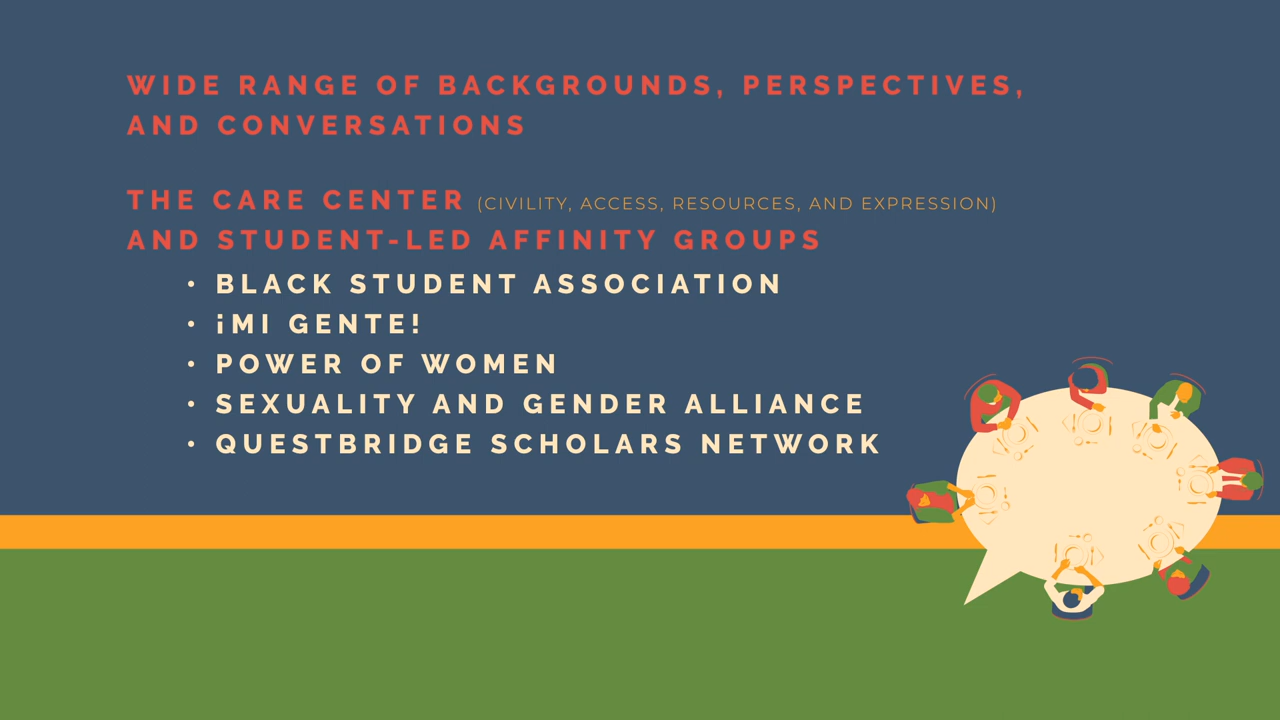 WIDE RANGE OF BACKGROUNDS, PERSPECTIVES,
AND CONVERSATIONS
THE CARE CENTER (CIVILITY, ACCESS, RESOURCES, AND EXPRESSION)
AND STUDENT-LED AFFINITY GROUPS
• BLACK STUDENT ASSOCIATION
• ¡MI GENTE!
• POWER OF WOMEN
• SEXUALITY AND GENDER ALLIANCE
• QUESTBRIDGE SCHOLARS NETWORK